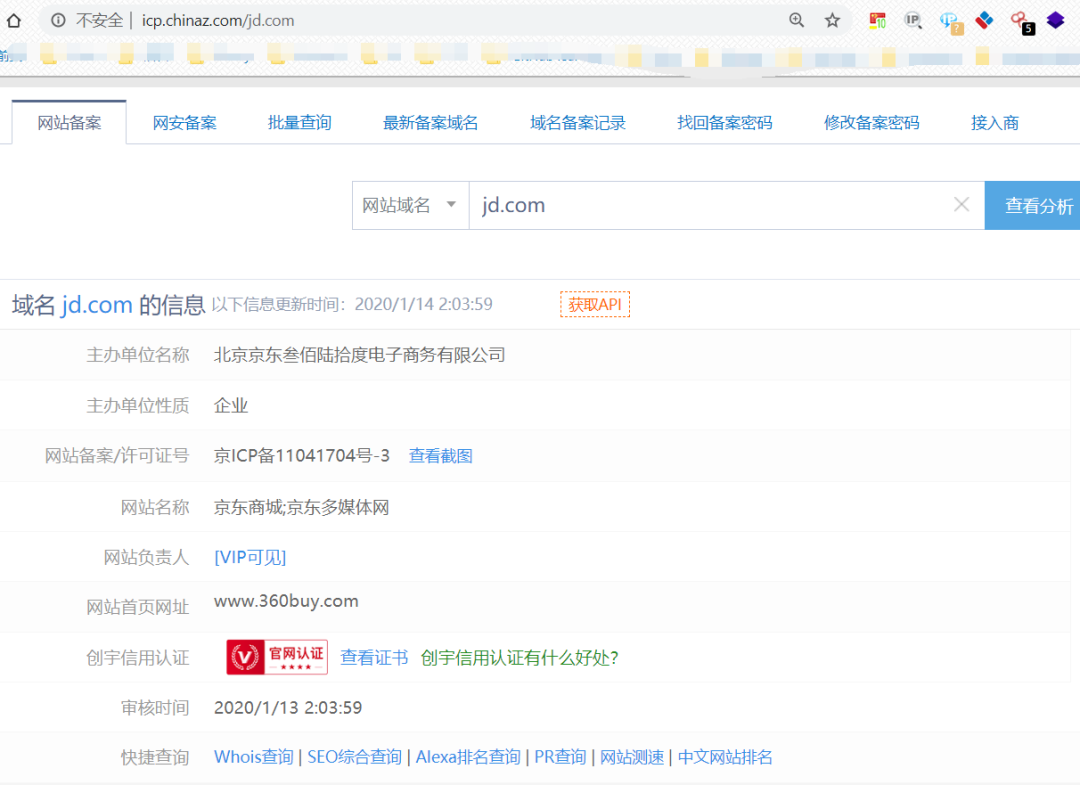 不安全 | icp.chinaz.com/jd.com
网站备案 网安备案 批量查询 最新备案域名 域名备案记录 找回备案密码 修改备案密码 接入商
网站域名 jd.com 查看分析
域名 jd.com 的信息 以下信息更新时间：2020/1/14 2:03:59 获取API
主办单位名称 北京京东叁佰陆拾度电子商务有限公司
主办单位性质 企业
网站备案/许可证号 京ICP备11041704号-3 查看截图
网站名称 京东商城;京东多媒体网
网站负责人 [VIP可见]
网站首页网址 www.360buy.com
创宇信用认证 官网认证 查看证书 创宇信用认证有什么好处?
审核时间 2020/1/13 2:03:59
快捷查询 Whois查询 | SEO综合查询 | Alexa排名查询 | PR查询 | 网站测速 | 中文网站排名